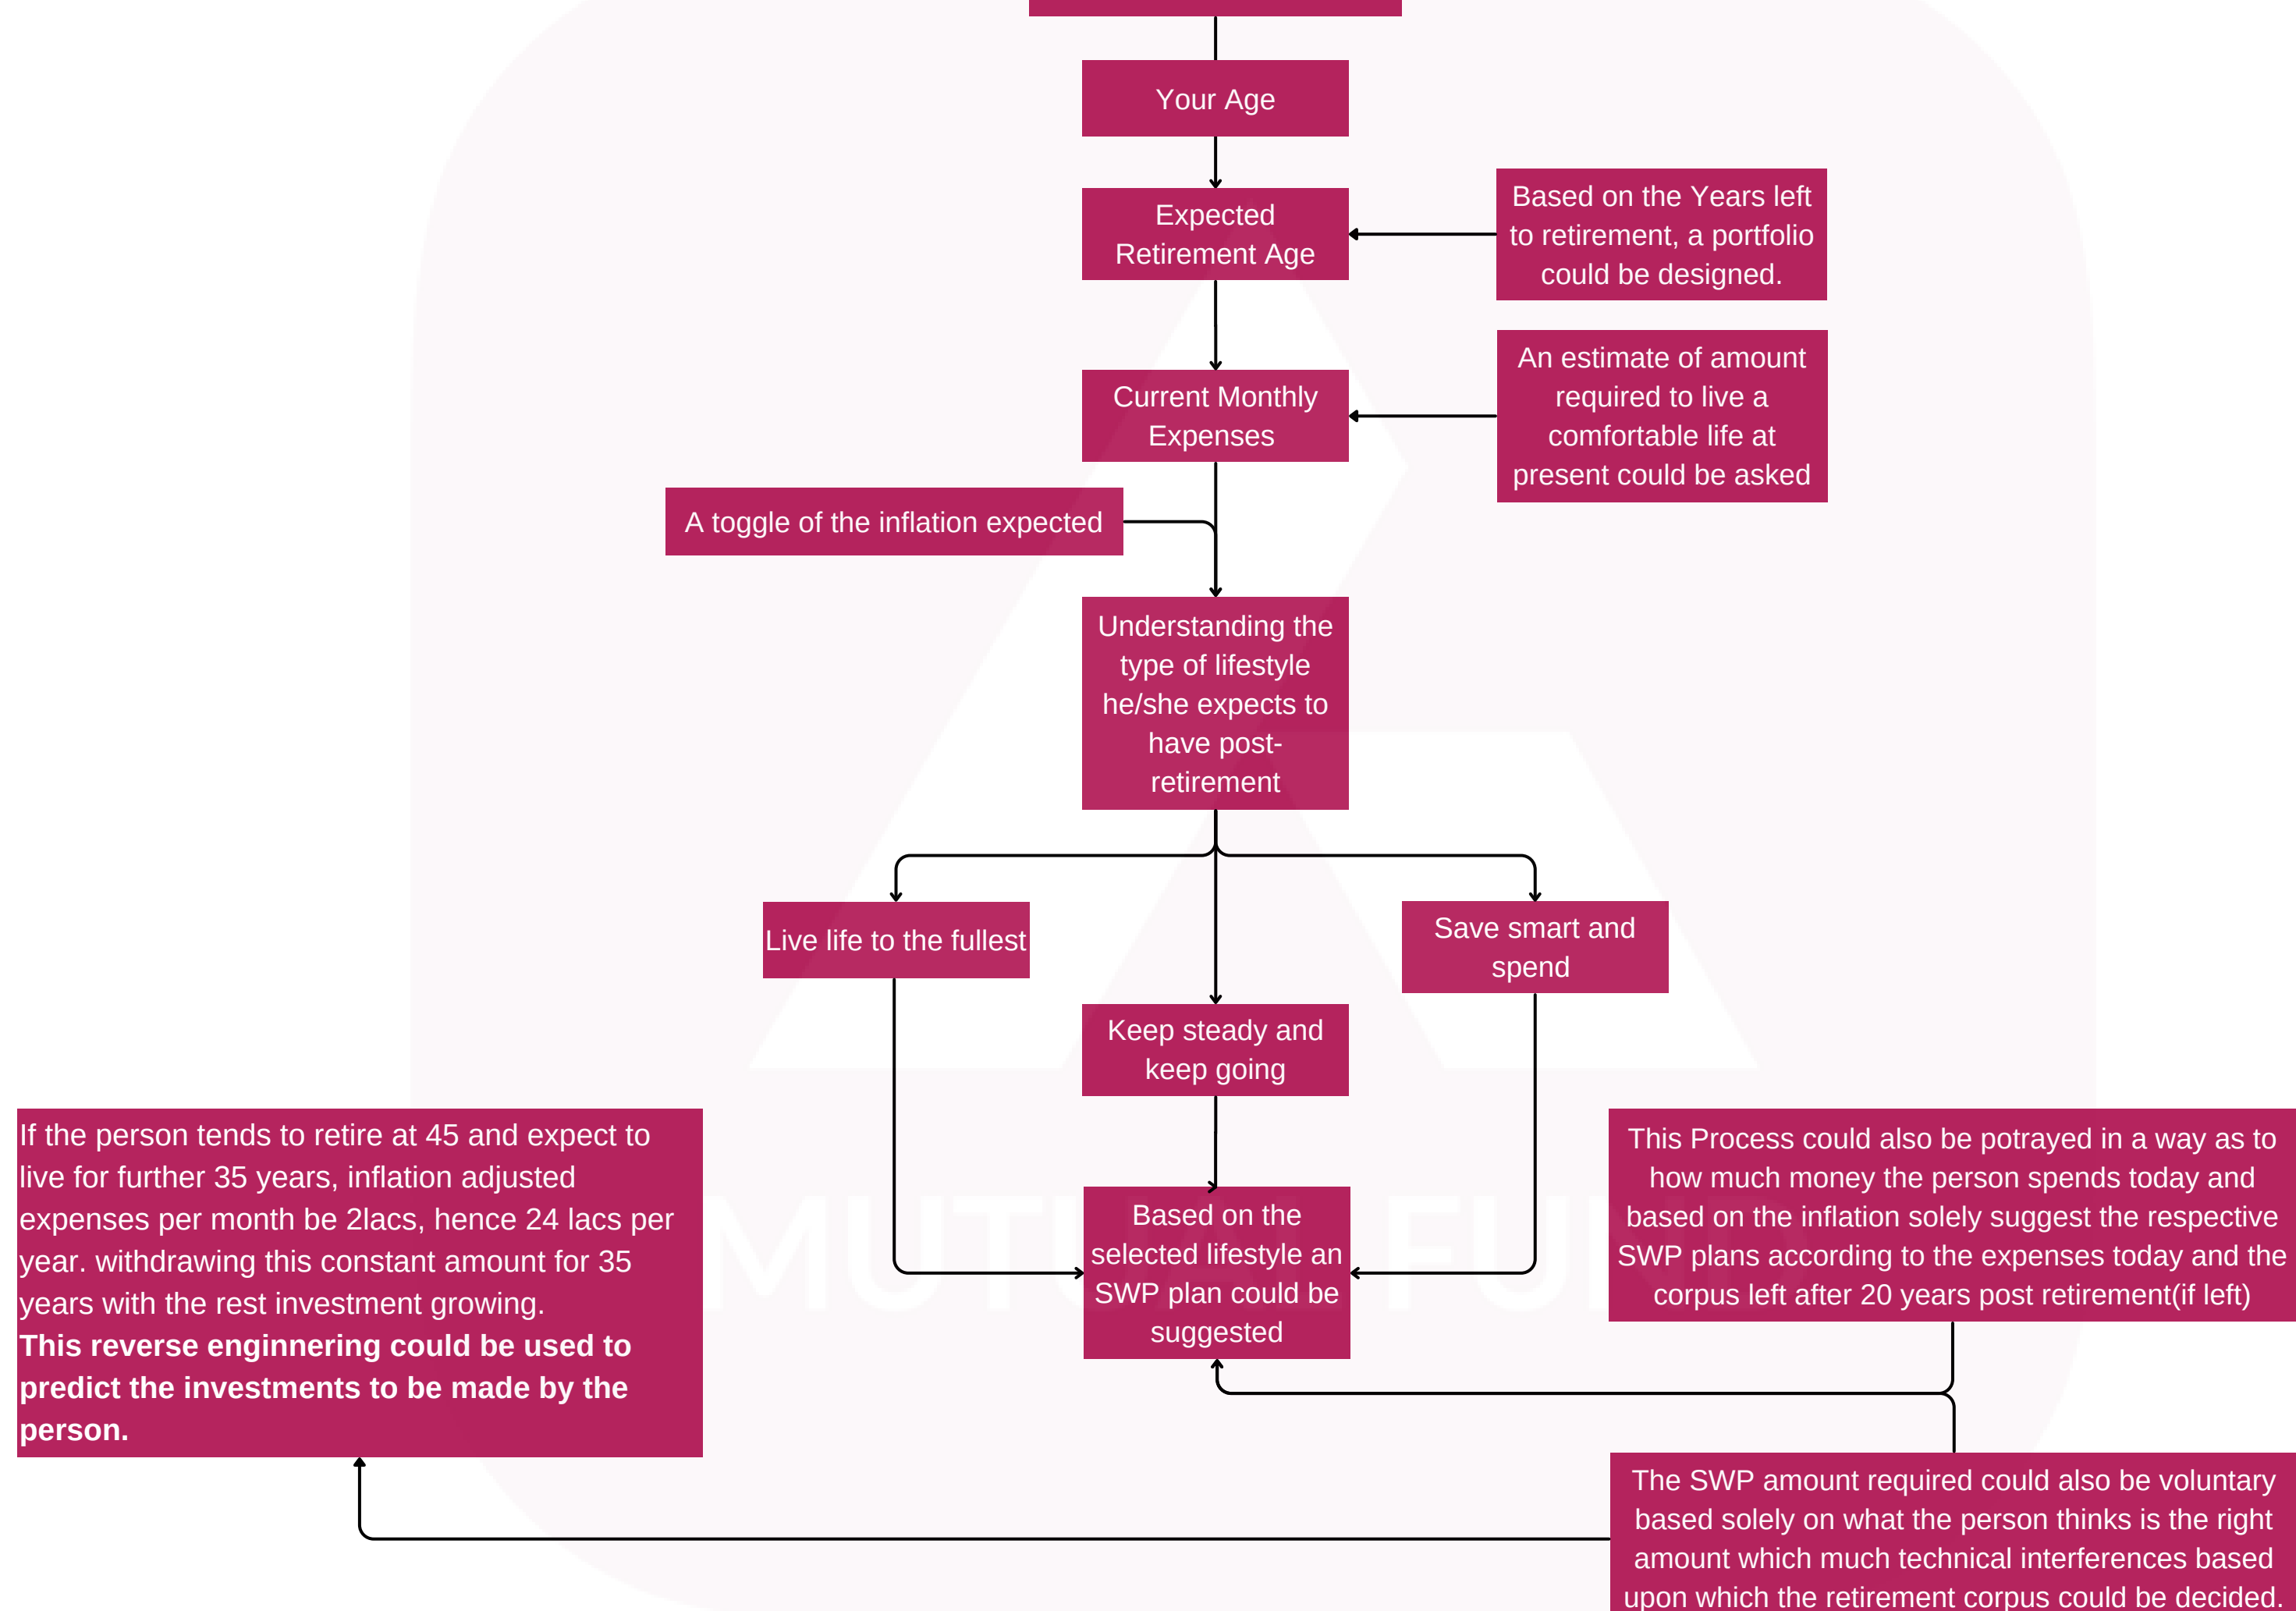 Your Age
Expected
Retirement Age
Based on the Years left
to retirement, a portfolio
could be designed.
Current Monthly
Expenses
An estimate of amount
required to live a
comfortable life at
present could be asked
A toggle of the inflation expected
Understanding the
type of lifestyle
he/she expects to
have post-
retirement
Live life to the fullest
Save smart and
spend
Keep steady and
keep going
If the person tends to retire at 45 and expect to
live for further 35 years, inflation adjusted
expenses per month be 2lacs, hence 24 lacs per
year. withdrawing this constant amount for 35
years with the rest investment growing.
This reverse enginnering could be used to
predict the investments to be made by the
person.
Based on the
selected lifestyle an
SWP plan could be
suggested
This Process could also be potrayed in a way as to
how much money the person spends today and
based on the inflation solely suggest the respective
SWP plans according to the expenses today and the
corpus left after 20 years post retirement(if left)
MUTUAL FUND
The SWP amount required could also be voluntary
based solely on what the person thinks is the right
amount which much technical interferences based
upon which the retirement corpus could be decided.